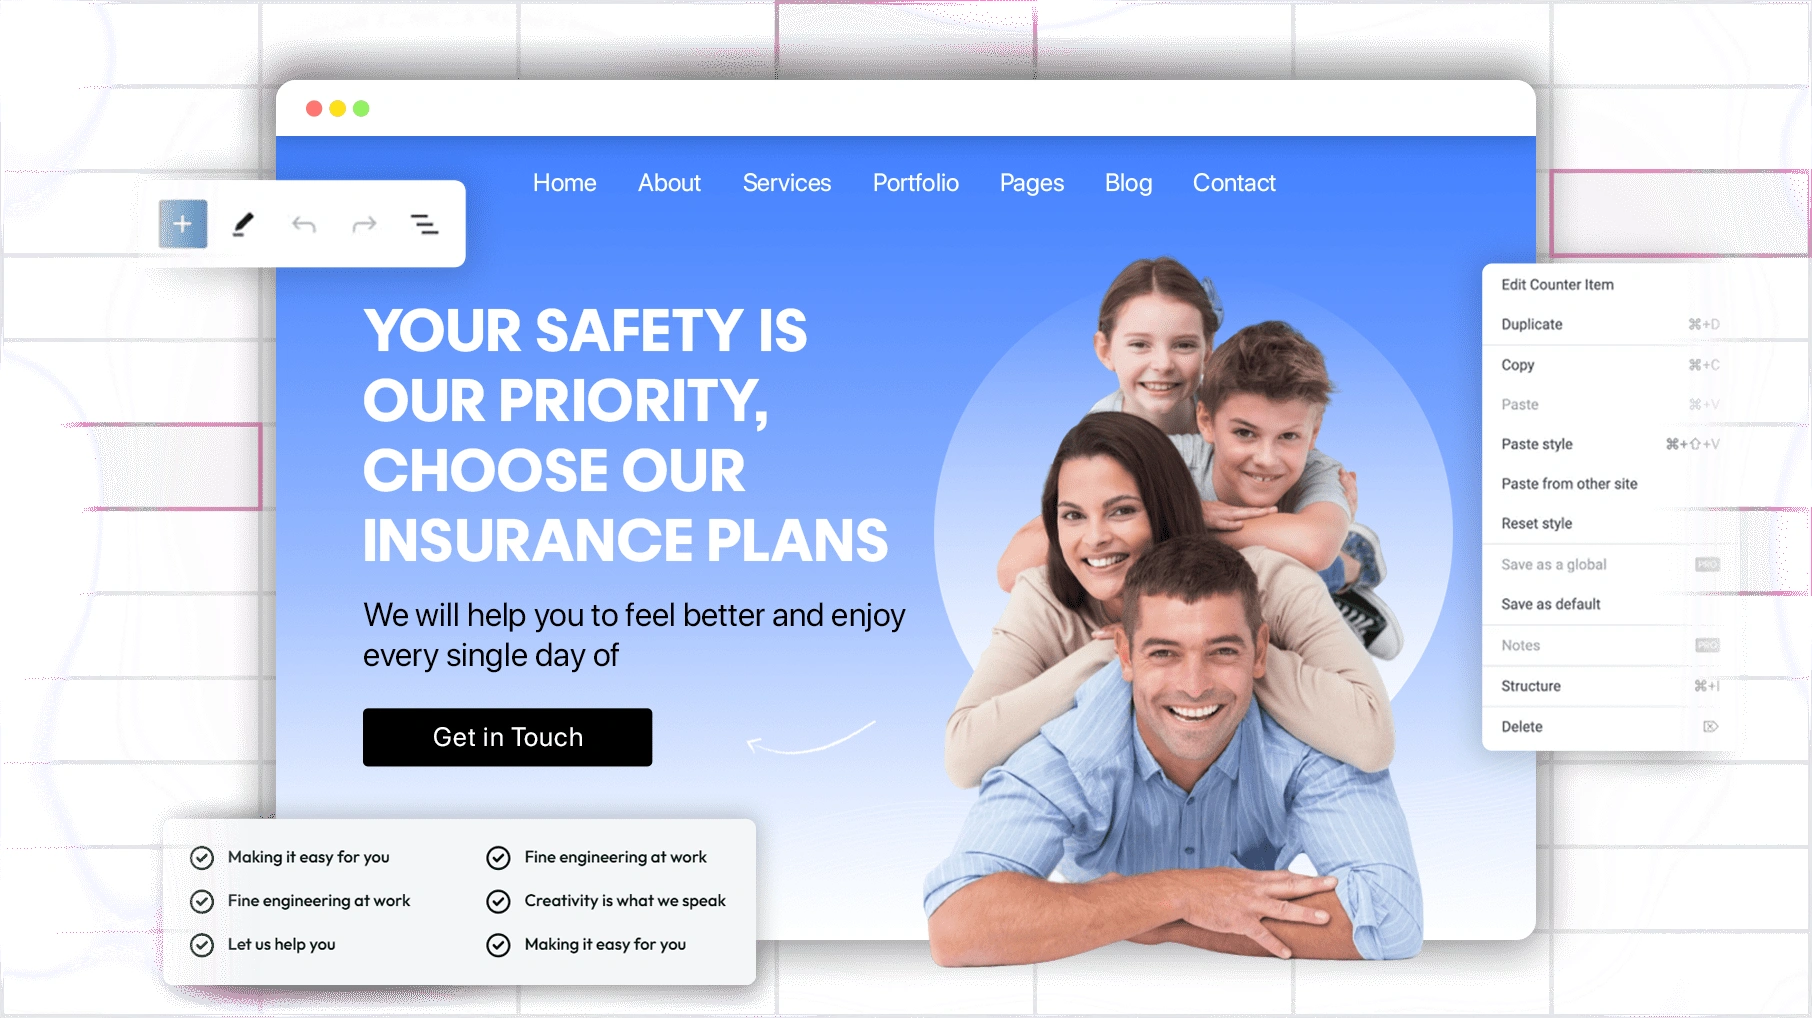 Home About Services Portfolio Pages Blog Contact
YOUR SAFETY IS
OUR PRIORITY,
CHOOSE OUR
INSURANCE PLANS
We will help you to feel better and enjoy
every single day of
Get in Touch
Making it easy for you
Fine engineering at work
Fine engineering at work
Creativity is what we speak
Let us help you
Making it easy for you
Edit Counter Item
Duplicate ⌘+D
Copy ⌘+C
Paste ⌘+V
Paste style ⌘+⇧+V
Paste from other site
Reset style
Save as a global PRO
Save as default
Notes PRO
Structure ⌘+I
Delete ⌦